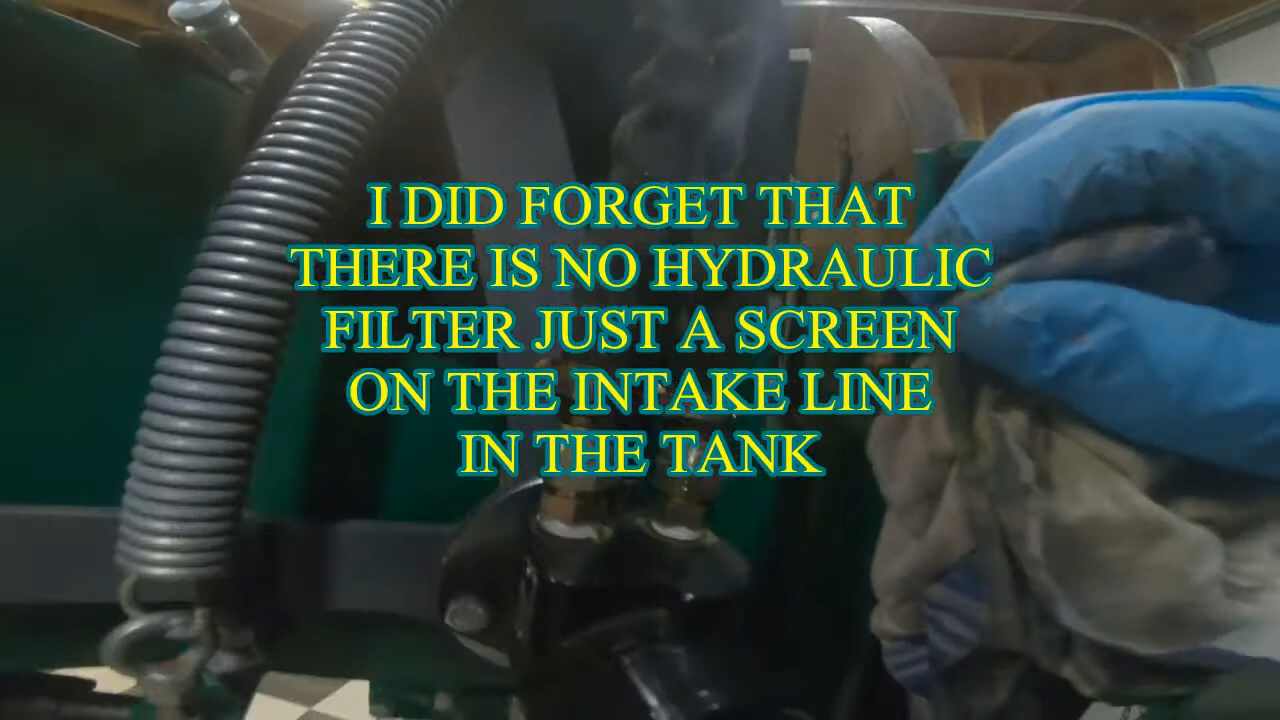 I DID FORGET THAT
THERE IS NO HYDRAULIC
FILTER JUST A SCREEN
ON THE INTAKE LINE
IN THE TANK